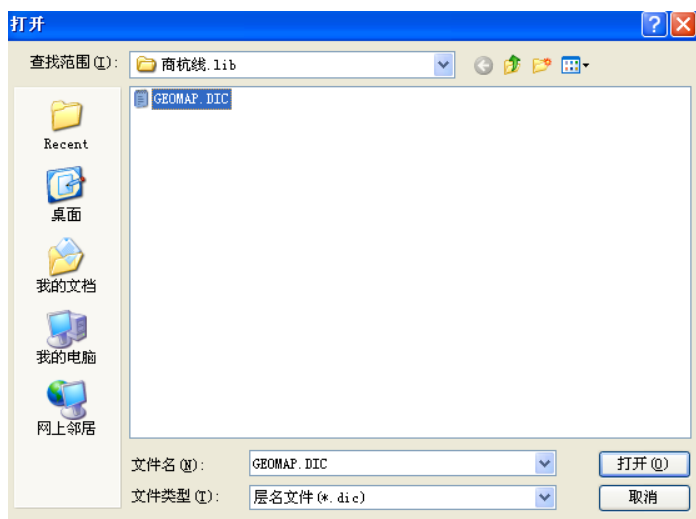 打开
查找范围(I):
商杭线.lib
GEOMAP.DIC
Recent
桌面
我的文档
我的电脑
网上邻居
文件名(N):
GEOMAP.DIC
打开(O)
文件类型(T):
层名文件(*.dic)
取消